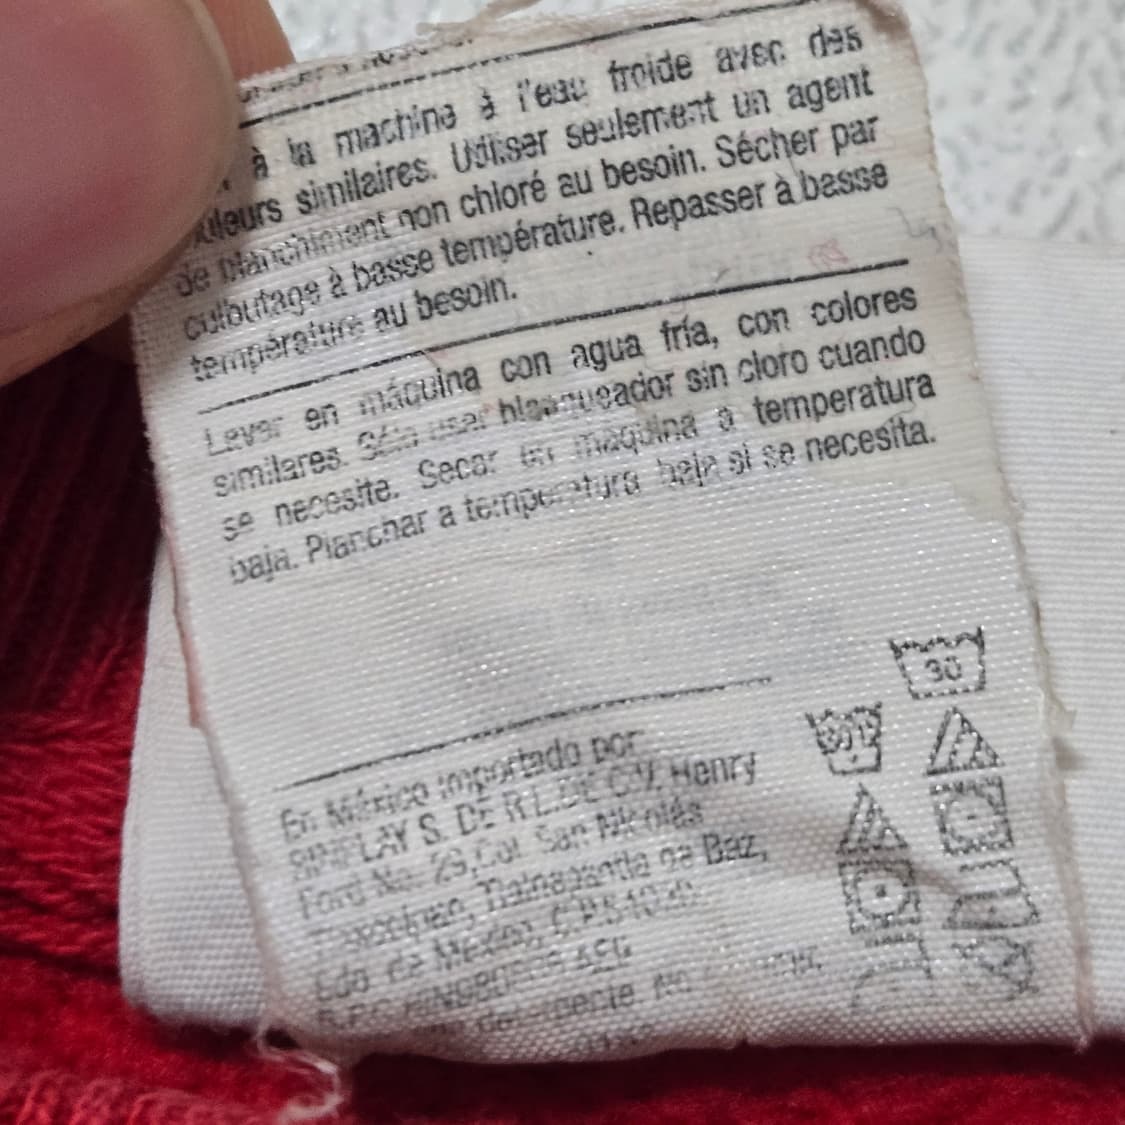 à la machine à l'eau froide avec des
similaires. Utiliser seulement un agent
de blanchiment non chloré au besoin. Sécher par
culbutage à basse température. Repasser à basse
température au besoin.
Lavar en máquina con agua fría, con colores
similares. Sólo usar blanqueador sin cloro cuando
se necesite. Secar en máquina a temperatura
baja. Planchar a temperatura baja si se necesita.
30
En México importado por:
S. DE R.L. DE C.V. Henry
Ford No. 29, Col. San Nicolás
Tlalnepantla de Baz,
Edo. de México, C.P.